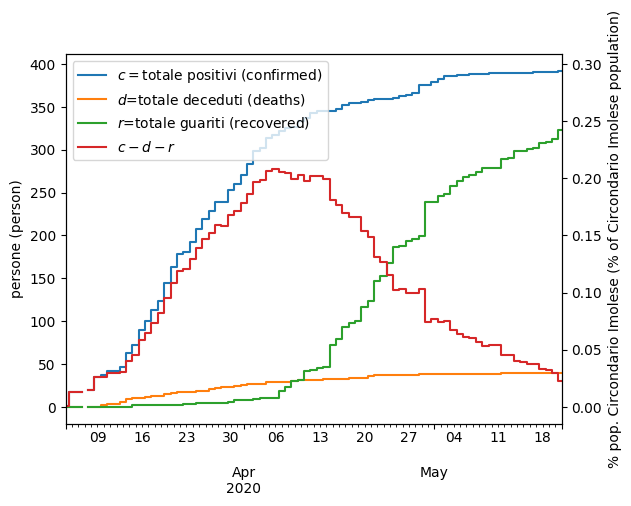 c = totale positivi (confirmed)
d=totale deceduti (deaths)
r=totale guariti (recovered)
c − d − r
persone (person)
400
350
300
250
200
150
100
50
0
0.30
0.25
0.20
0.15
0.10
0.05
0.00
% pop. Circondario Imolese (% of Circondario Imolese population)
09 16 23 30 06 13 20 27 04 11 18
Apr May
2020